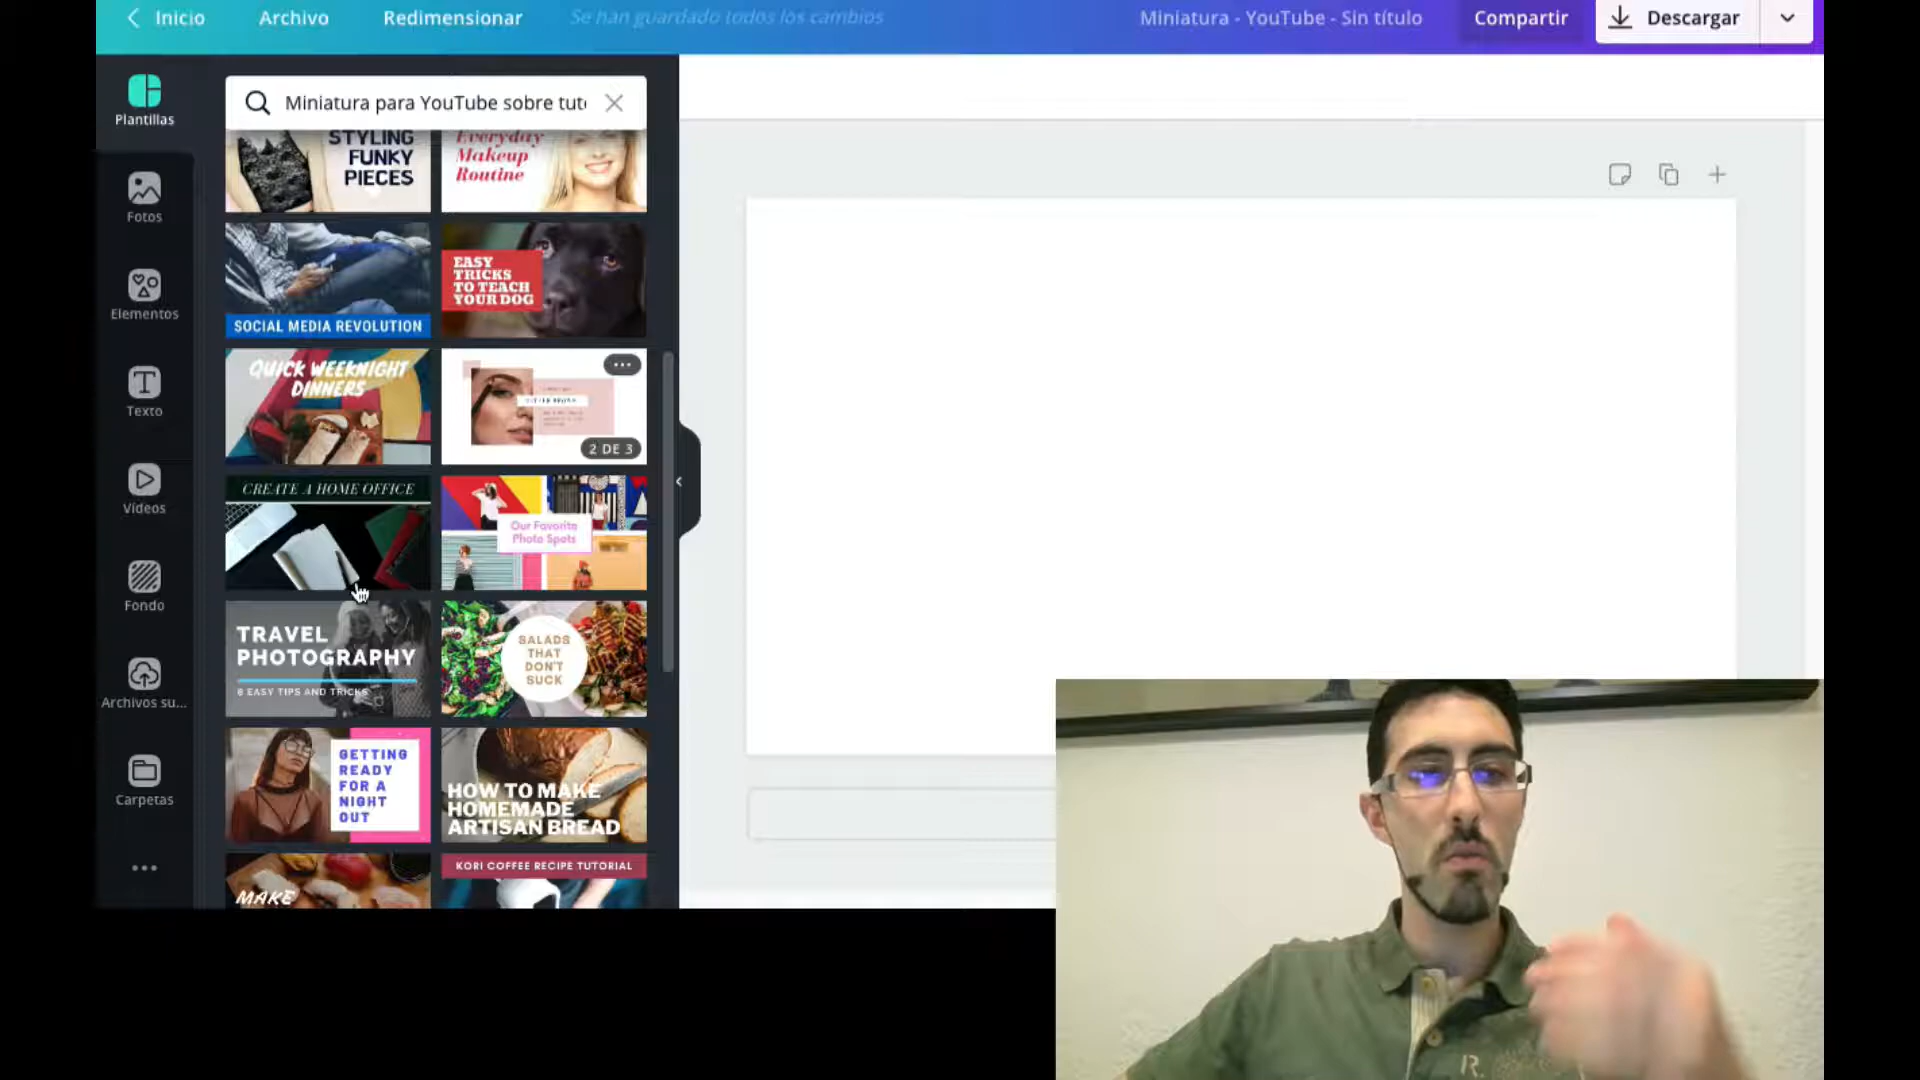 Inicio
Archivo
Redimensionar
Se han guardado todos los cambios
Miniatura - YouTube - Sin título
Compartir
Descargar
Plantillas
Fotos
Elementos
Texto
Vídeos
Fondo
Archivos su...
Carpetas
Miniatura para YouTube sobre tut
STYLING
FUNKY
PIECES
Everyday
Makeup
Routine
SOCIAL MEDIA REVOLUTION
EASY
TRICKS
TO TEACH
YOUR DOG
QUICK WEEKNIGHT
DINNERS
2 DE 3
CREATE A HOME OFFICE
Our Favorite
Photo Spots
TRAVEL
PHOTOGRAPHY
8 EASY TIPS AND TRICKS
SALADS
THAT
DON'T
SUCK
GETTING
READY
FOR A
NIGHT
OUT
HOW TO MAKE
HOMEMADE
ARTISAN BREAD
MAKE
KORI COFFEE RECIPE TUTORIAL
R.